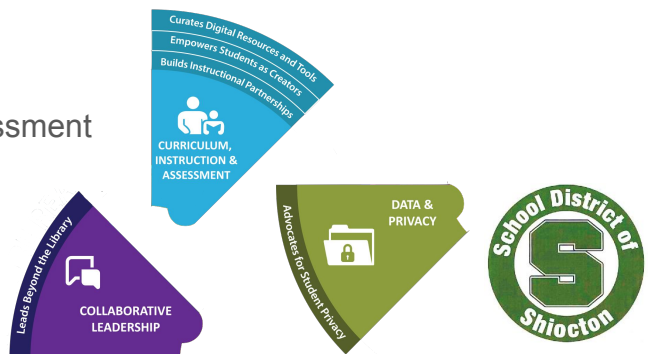 Curates Digital Resources and Tools
Empowers Students as Creators
Builds Instructional Partnerships
CURRICULUM,
INSTRUCTION &
ASSESSMENT
ssment
Leads Beyond the Library
COLLABORATIVE
LEADERSHIP
Advocates for Student Privacy
DATA &
PRIVACY
School District of
S
Shiocton